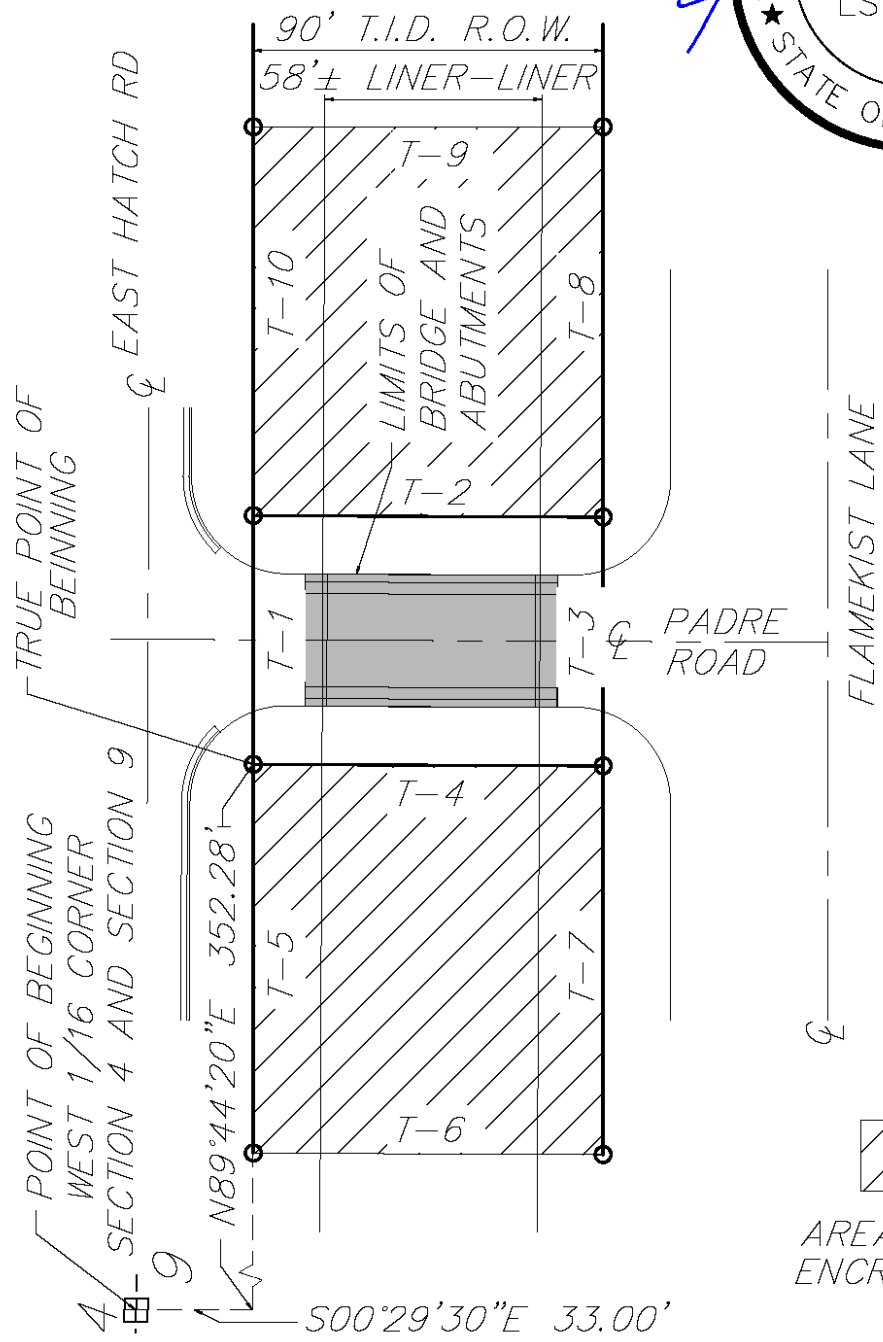 90' T.I.D. R.O.W.
58'± LINER-LINER
LS
★ STATE O
EAST HATCH RD
℄
T-9
T-10
LIMITS OF
BRIDGE AND
ABUTMENTS
T-8
TRUE POINT OF
BEINNING
T-2
T-1
T-3
℄ PADRE
ROAD
FLAMEKIST LANE
℄
T-4
POINT OF BEGINNING
WEST 1/16 CORNER
SECTION 4 AND SECTION 9
N89°44'20"E 352.28'
T-5
T-7
T-6
4
9
S00°29'30"E 33.00'
AREA
ENCR